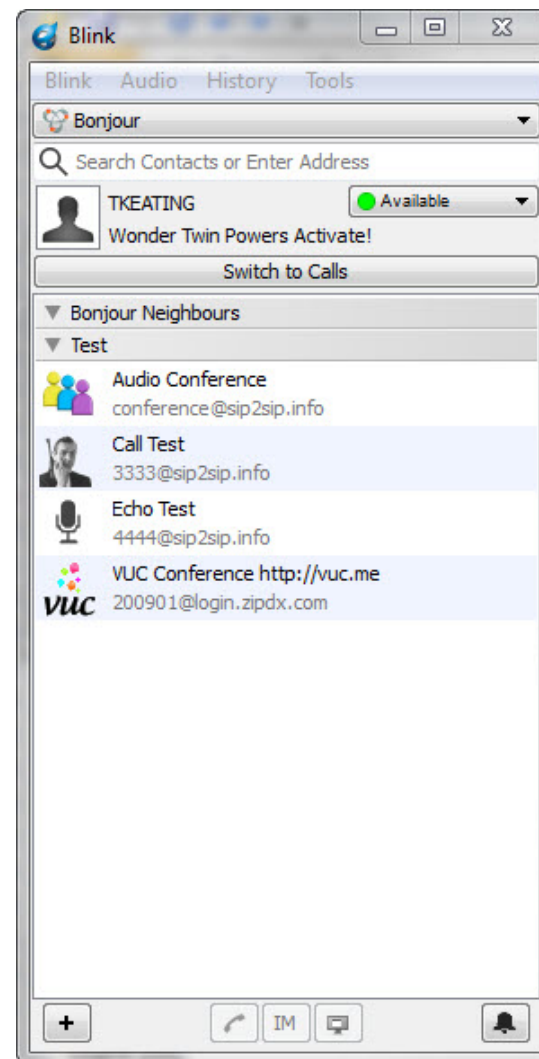 Blink
Blink Audio History Tools
Bonjour
Search Contacts or Enter Address
TKEATING
Available
Wonder Twin Powers Activate!
Switch to Calls
Bonjour Neighbours
Test
Audio Conference
conference@sip2sip.info
Call Test
3333@sip2sip.info
Echo Test
4444@sip2sip.info
VUC Conference http://vuc.me
vuc
200901@login.zipdx.com
+
IM